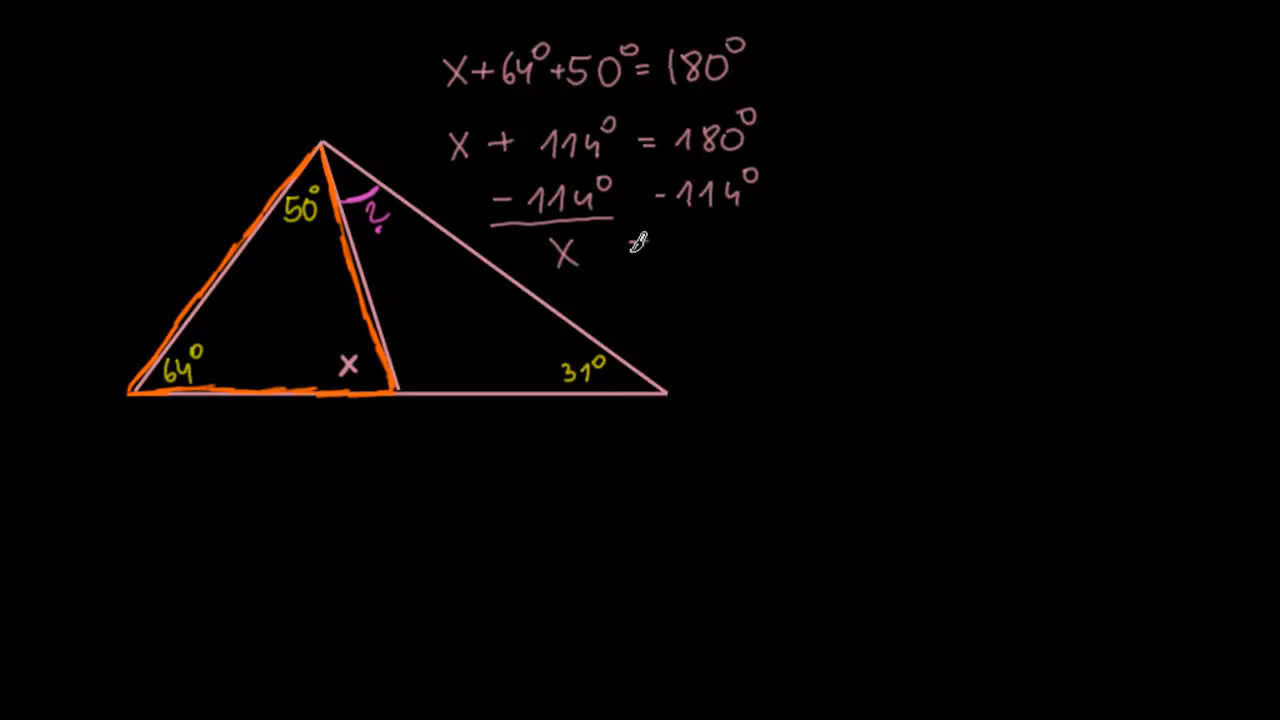 x+64°+50°=180°
x + 114° = 180°
-114° -114°
x =
50°
?
64°
x
31°